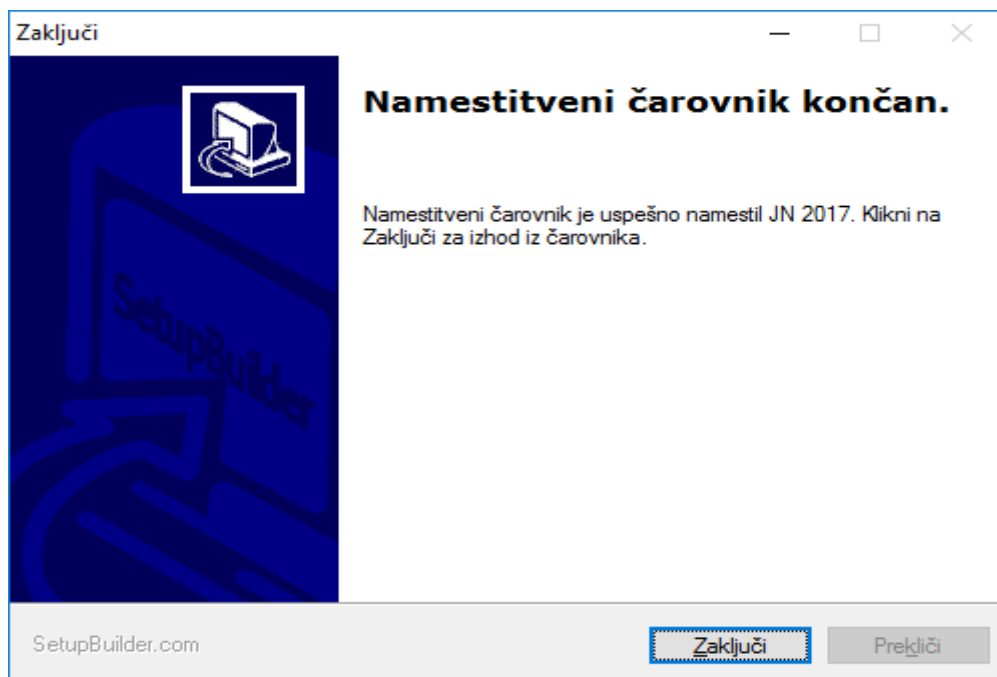 Zaključi
Namestitveni čarovnik končan.
Namestitveni čarovnik je uspešno namestil JN 2017. Klikni na
Zaključi za izhod iz čarovnika.
SetupBuilder
SetupBuilder.com
Zaključi
Prekliči